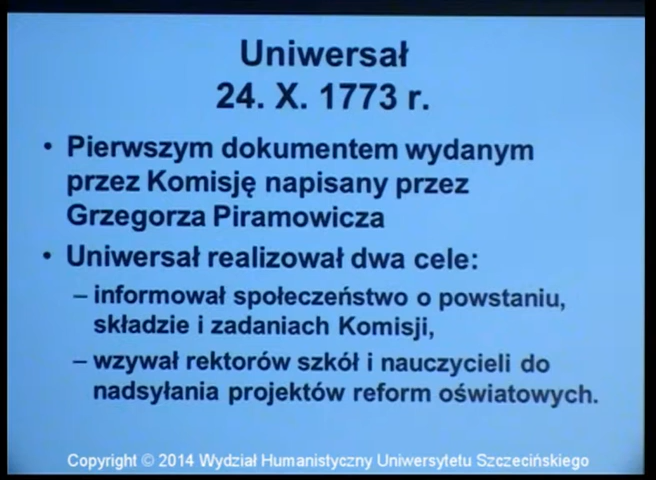 Uniwersał
24. X. 1773 r.
• Pierwszym dokumentem wydanym
przez Komisję napisany przez
Grzegorza Piramowicza
• Uniwersał realizował dwa cele:
– informował społeczeństwo o powstaniu,
składzie i zadaniach Komisji,
– wzywał rektorów szkół i nauczycieli do
nadsyłania projektów reform oświatowych.
Copyright © 2014 Wydział Humanistyczny Uniwersytetu Szczecińskiego